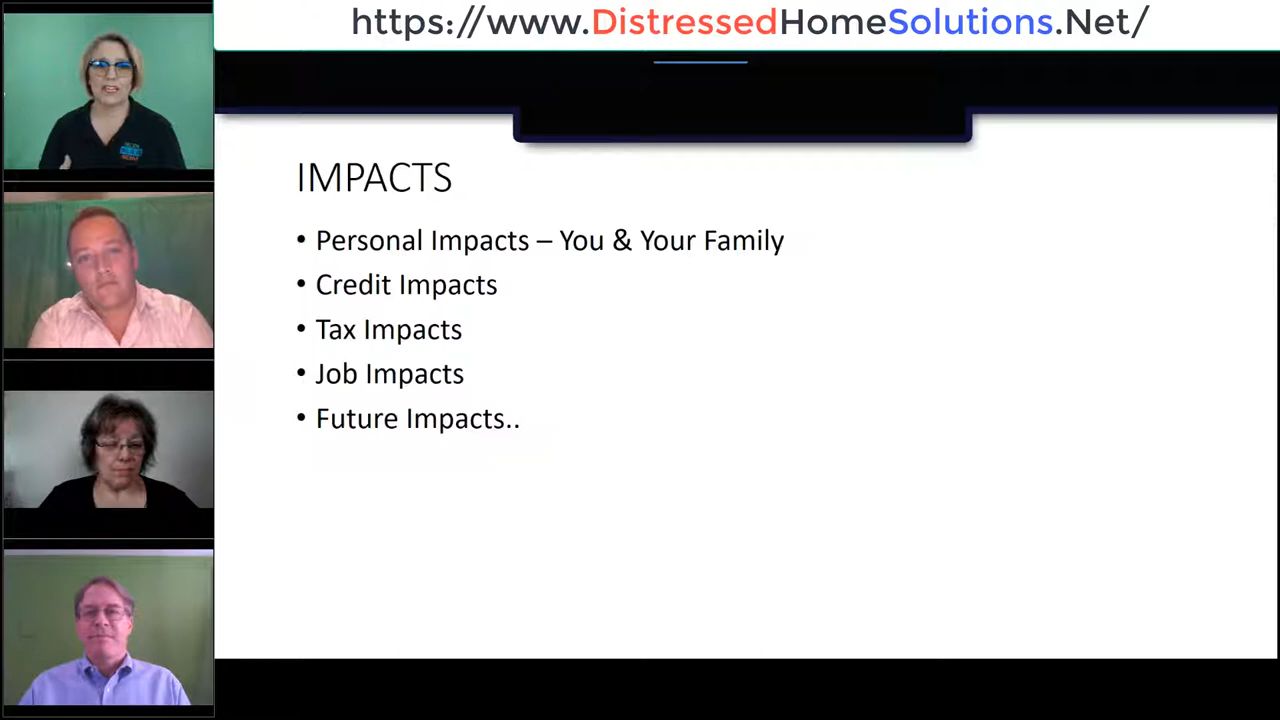 https://www.DistressedHomeSolutions.Net/
IMPACTS
• Personal Impacts – You & Your Family
• Credit Impacts
• Tax Impacts
• Job Impacts
• Future Impacts..